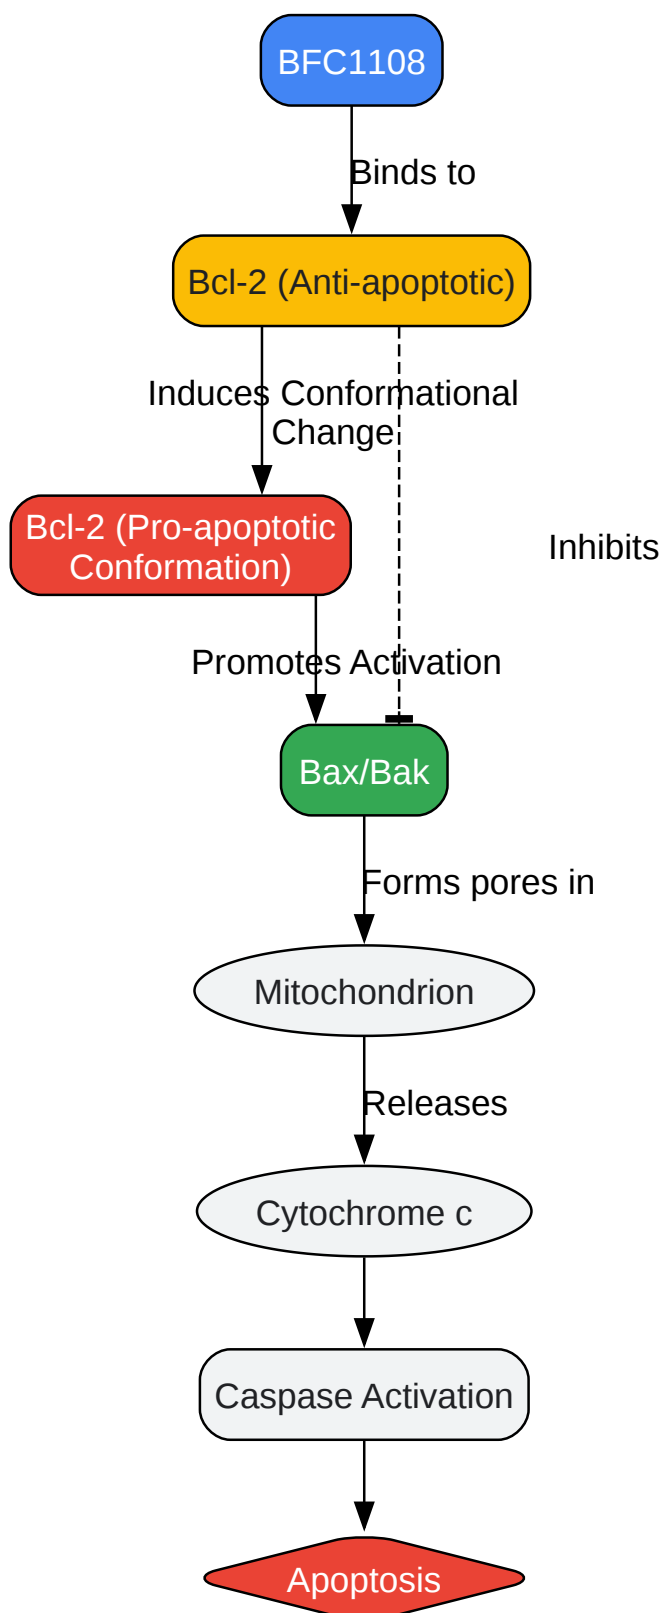 BFC1108
Binds to
Bcl-2 (Anti-apoptotic)
Induces Conformational
Change
Bcl-2 (Pro-apoptotic
Conformation)
Inhibits
Promotes Activation
Bax/Bak
Forms pores in
Mitochondrion
Releases
Cytochrome c
Caspase Activation
Apoptosis